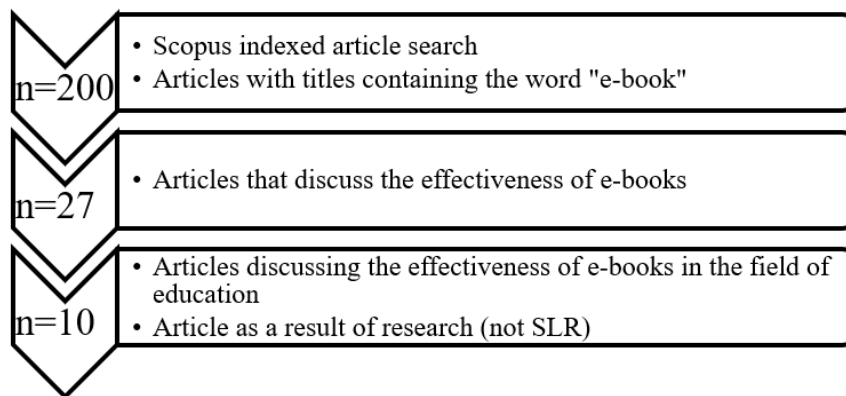 n=200
• Scopus indexed article search
• Articles with titles containing the word "e-book"
n=27
• Articles that discuss the effectiveness of e-books
n=10
• Articles discussing the effectiveness of e-books in the field of
education
• Article as a result of research (not SLR)